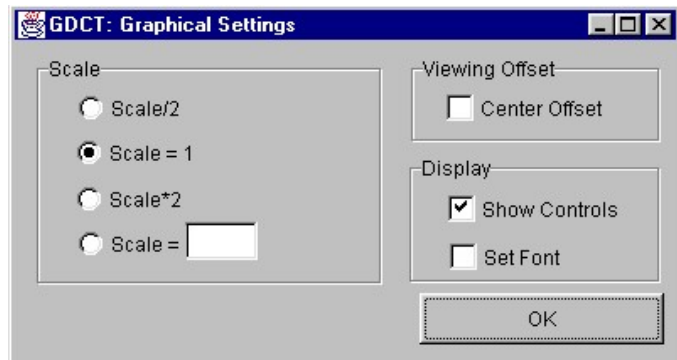 GDCT: Graphical Settings
Scale
Scale/2
Scale = 1
Scale*2
Scale =
Viewing Offset
Center Offset
Display
Show Controls
Set Font
OK